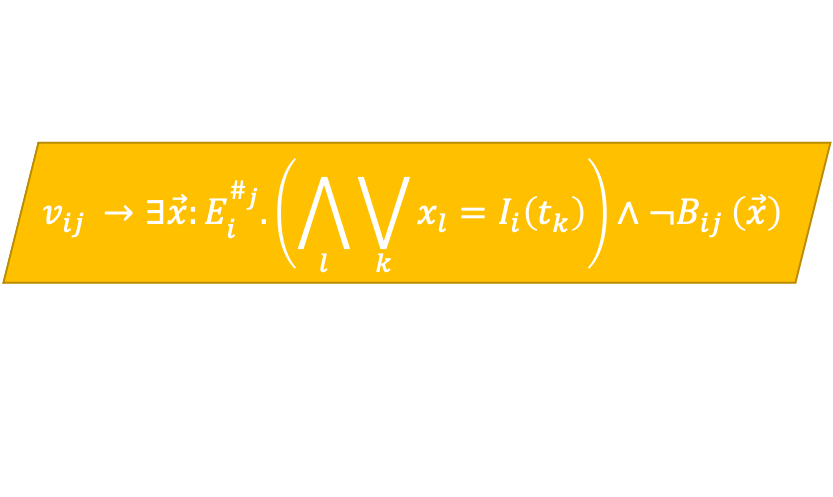 v_{ij} → ∃x⃗: E_i^{#_j}. (⋀_l ⋁_k x_l = I_i(t_k)) ∧ ¬B_{ij} (x⃗)